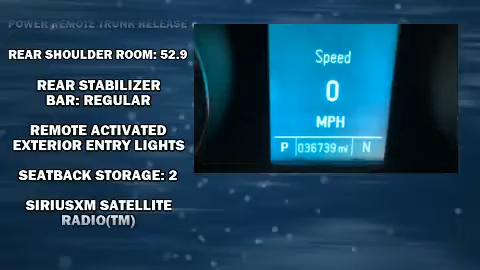 POWER REMOTE TRUNK RELEASE
REAR SHOULDER ROOM: 52.9
REAR STABILIZER
BAR: REGULAR
REMOTE ACTIVATED
EXTERIOR ENTRY LIGHTS
SEATBACK STORAGE: 2
SIRIUSXM SATELLITE
RADIO(TM)
Speed
0
MPH
P 036739 mi N